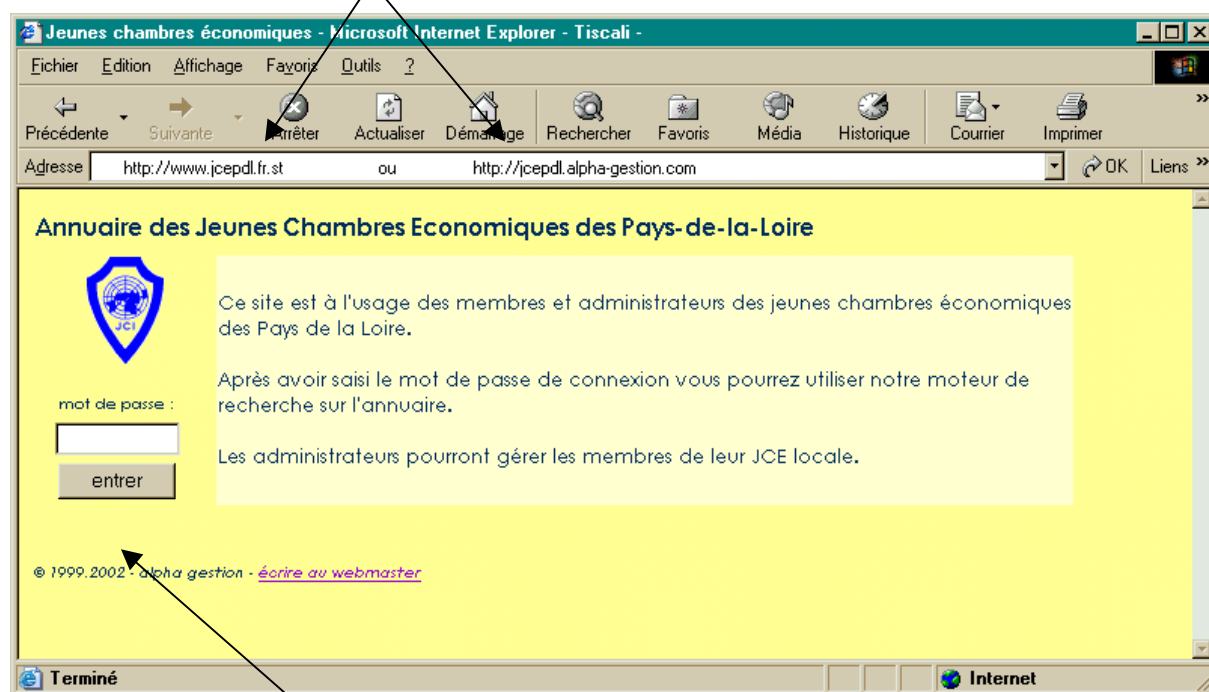 Jeunes chambres économiques - Microsoft Internet Explorer - Tiscali -
Fichier Edition Affichage Favoris Outils ?
Précédente Suivante Arrêter Actualiser Démarrage Rechercher Favoris Média Historique Courrier Imprimer »
Adresse http://www.jcepdl.fr.st ou http://jcepdl.alpha-gestion.com OK Liens »
Annuaire des Jeunes Chambres Economiques des Pays-de-la-Loire
JCI
Ce site est à l'usage des membres et administrateurs des jeunes chambres économiques
des Pays de la Loire.
Après avoir saisi le mot de passe de connexion vous pourrez utiliser notre moteur de
recherche sur l'annuaire.
Les administrateurs pourront gérer les membres de leur JCE locale.
mot de passe :
entrer
© 1999.2002 - alpha gestion - écrire au webmaster
Terminé Internet